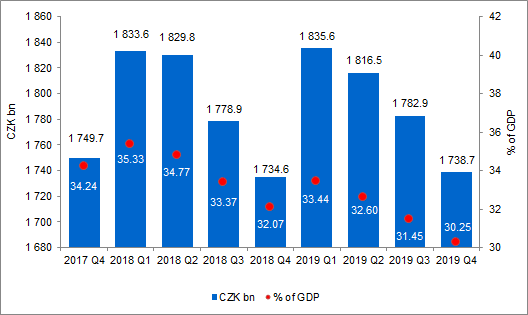 1 860
1 840
1 820
1 800
1 780
1 760
1 740
1 720
1 700
1 680
CZK bn
42
40
38
36
34
32
30
% of GDP
1 749.7
1 833.6
1 829.8
1 778.9
1 734.6
1 835.6
1 816.5
1 782.9
1 738.7
34.24
35.33
34.77
33.37
32.07
33.44
32.60
31.45
30.25
2017 Q4
2018 Q1
2018 Q2
2018 Q3
2018 Q4
2019 Q1
2019 Q2
2019 Q3
2019 Q4
CZK bn
% of GDP